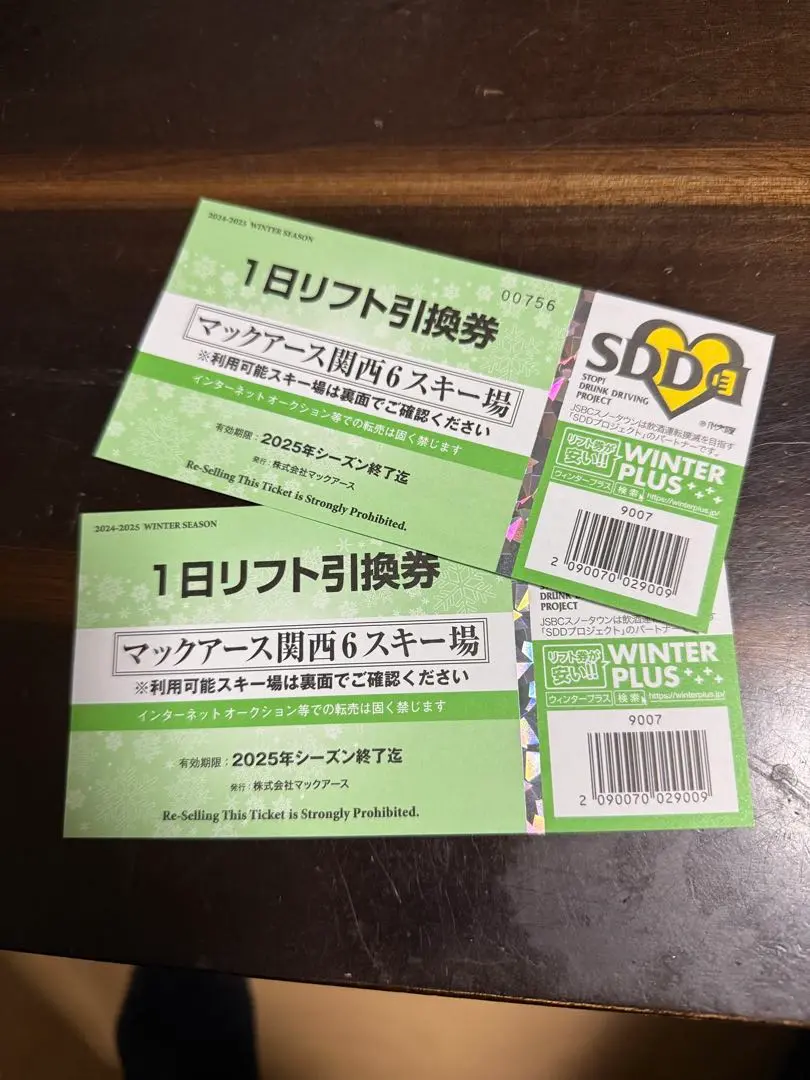 2024-2025 WINTER SEASON
1日リフト引換券
00756
マックアース関西6スキー場
※利用可能スキー場は裏面でご確認ください
インターネットオークション等での転売は固く禁じます
有効期限：2025年シーズン終了迄
発行：株式会社マックアース
Re-Selling This Ticket is Strongly Prohibited.
SDD
STOP!
DRUNK DRIVING
PROJECT
JSBCスノータウンは飲酒運転撲滅を目指す
「SDDプロジェクト」のパートナーです。
リフト券が
安い!!
WINTER
PLUS
ウィンタープラス 検索 https://winterplus.jp/
9007
2 090070 029009
2024-2025 WINTER SEASON
1日リフト引換券
マックアース関西6スキー場
※利用可能スキー場は裏面でご確認ください
インターネットオークション等での転売は固く禁じます
有効期限：2025年シーズン終了迄
発行：株式会社マックアース
Re-Selling This Ticket is Strongly Prohibited.
DRUNK
PROJECT
JSBCスノータウンは飲酒運
「SDDプロジェクト」のパートナー
リフト券が
安い!!
WINTER
PLUS
ウィンタープラス 検索 https://winterplus.jp/
9007
2 090070 029009